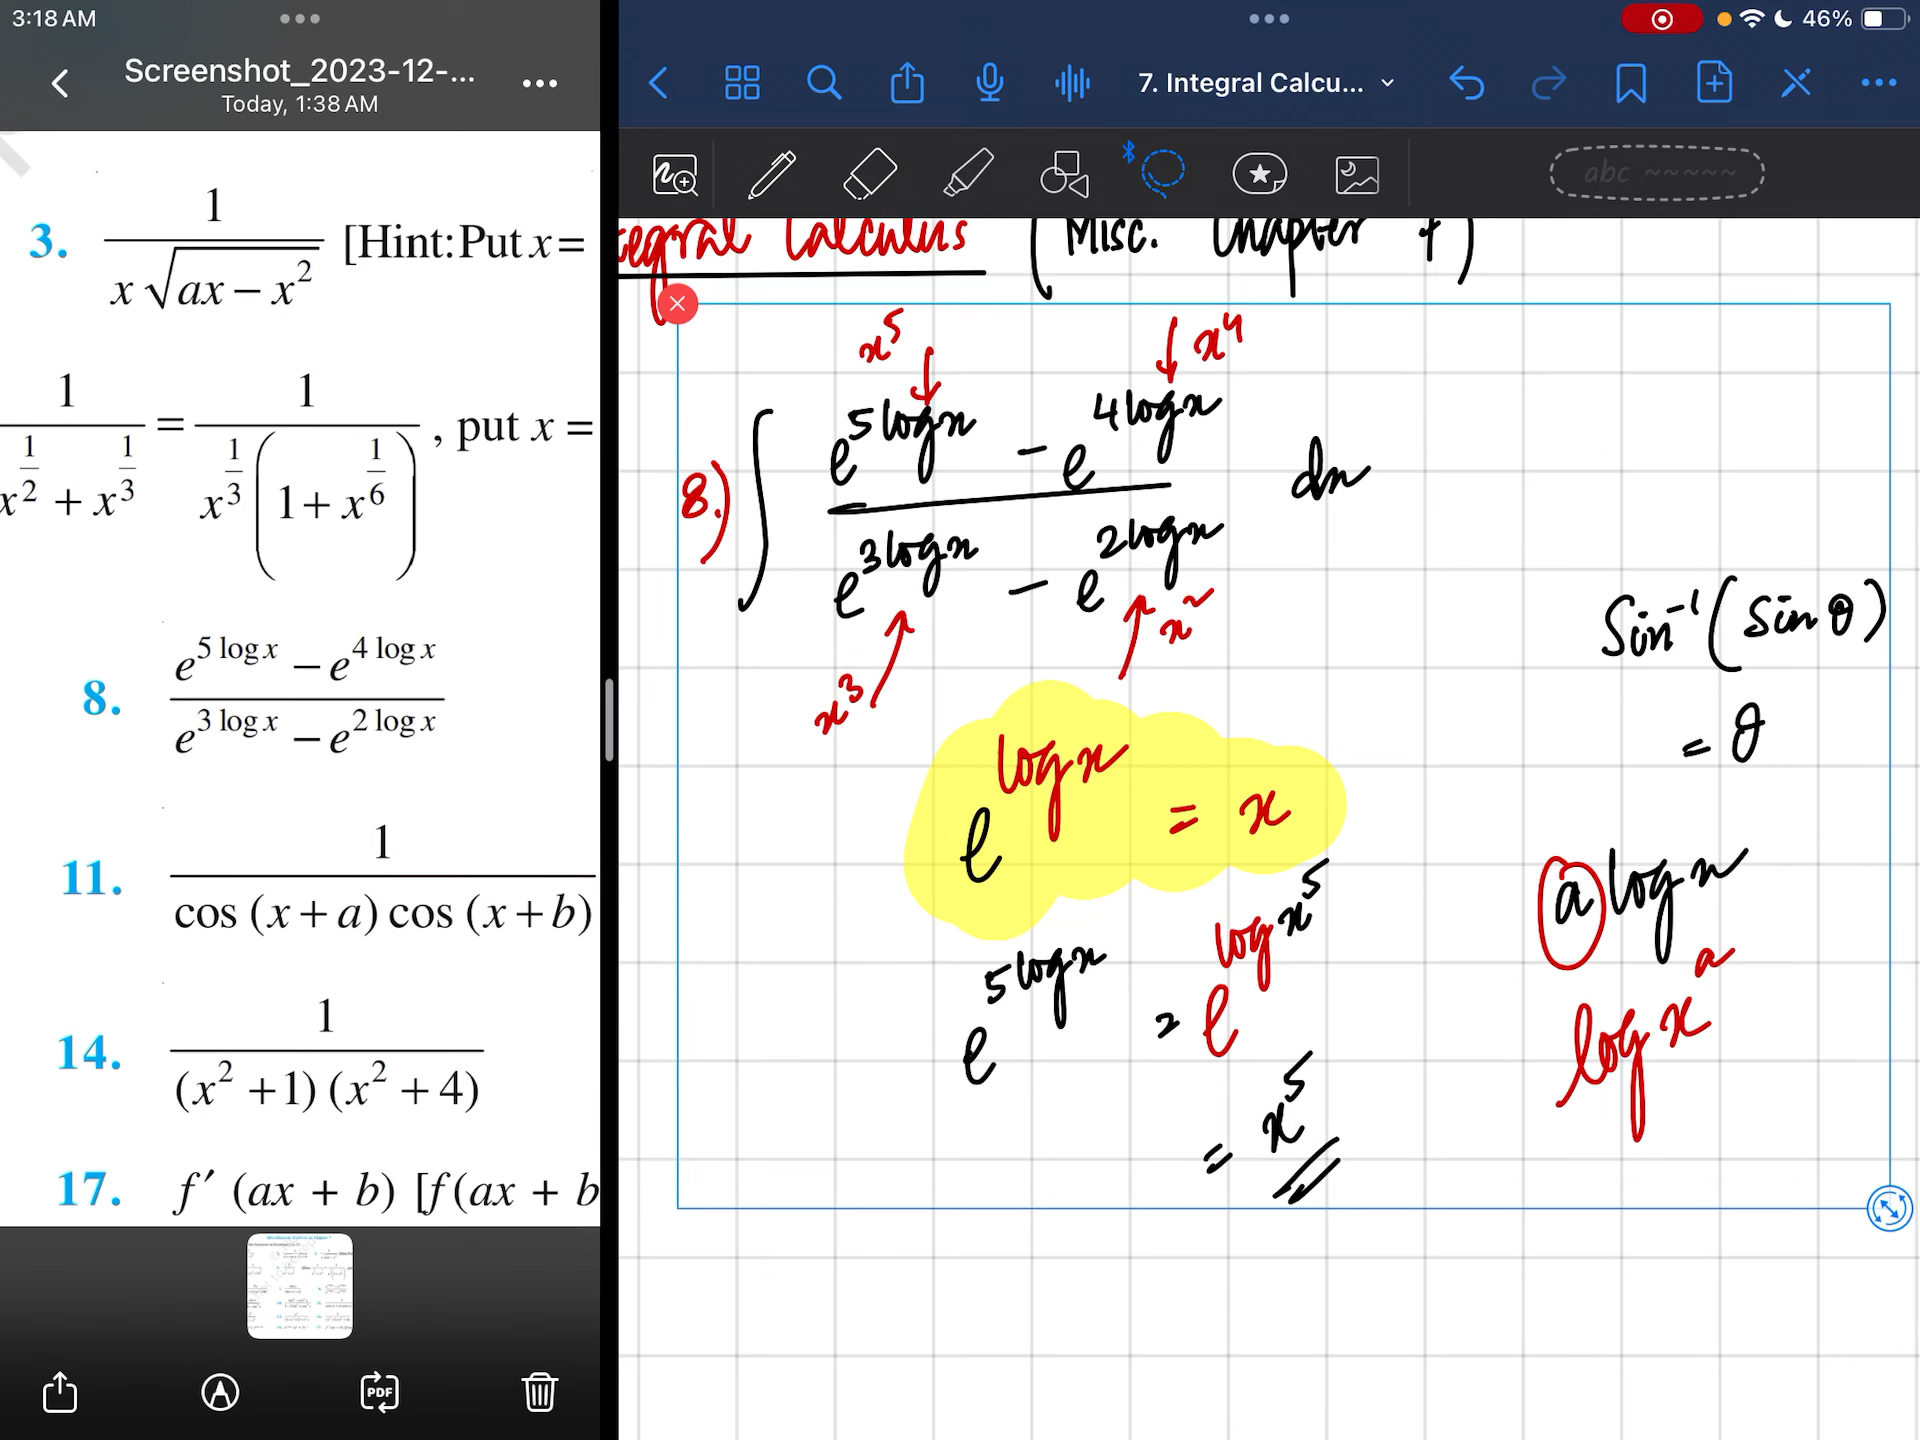 3:18 AM
Screenshot_2023-12-...
Today, 1:38 AM
3. 1 / x √(ax − x²) [Hint: Put x =
1 / x^(1/2) + x^(1/3) = 1 / x^(1/3) (1 + x^(1/6)) , put x =
8. e^(5 log x) − e^(4 log x) / e^(3 log x) − e^(2 log x)
11. 1 / cos (x + a) cos (x + b)
14. 1 / (x² + 1) (x² + 4)
17. f′ (ax + b) [f (ax + b
PDF
46%
7. Integral Calcu...
abc
tegral Calculus (Misc. Chapter 7)
x⁵ x⁴
8.) ∫ e^(5 log x) − e^(4 log x) / e^(3 log x) − e^(2 log x) dx
x³ x²
e^(log x) = x
e^(5 log x) = e^(log x⁵)
= x⁵
Sin⁻¹ (Sin θ)
= θ
a log x
log x^a